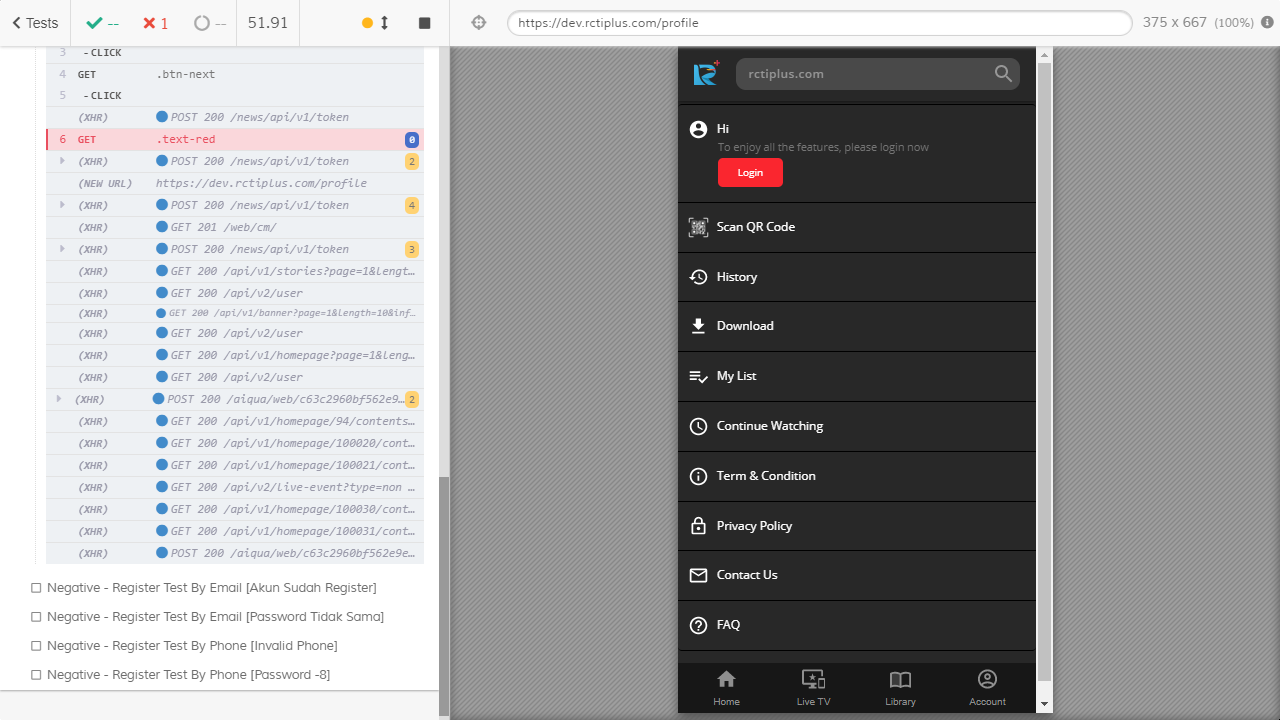 Tests
--
1
--
51.91
https://dev.rctiplus.com/profile
375 x 667 (100%)
3 - CLICK
4 GET .btn-next
5 - CLICK
(XHR) POST 200 /news/api/v1/token
6 GET .text-red 0
(XHR) POST 200 /news/api/v1/token 2
(NEW URL) https://dev.rctiplus.com/profile
(XHR) POST 200 /news/api/v1/token 4
(XHR) GET 201 /web/cm/
(XHR) POST 200 /news/api/v1/token 3
(XHR) GET 200 /api/v1/stories?page=1&lengt…
(XHR) GET 200 /api/v2/user
(XHR) GET 200 /api/v1/banner?page=1&length=10&inf…
(XHR) GET 200 /api/v2/user
(XHR) GET 200 /api/v1/homepage?page=1&leng…
(XHR) GET 200 /api/v2/user
(XHR) POST 200 /aiqua/web/c63c2960bf562e9… 2
(XHR) GET 200 /api/v1/homepage/94/contents…
(XHR) GET 200 /api/v1/homepage/100020/cont…
(XHR) GET 200 /api/v1/homepage/100021/cont…
(XHR) GET 200 /api/v2/live-event?type=non …
(XHR) GET 200 /api/v1/homepage/100030/cont…
(XHR) GET 200 /api/v1/homepage/100031/cont…
(XHR) POST 200 /aiqua/web/c63c2960bf562e9e…
Negative - Register Test By Email [Akun Sudah Register]
Negative - Register Test By Email [Password Tidak Sama]
Negative - Register Test By Phone [Invalid Phone]
Negative - Register Test By Phone [Password -8]
rctiplus.com
Hi
To enjoy all the features, please login now
Login
Scan QR Code
History
Download
My List
Continue Watching
Term & Condition
Privacy Policy
Contact Us
FAQ
Home
Live TV
Library
Account